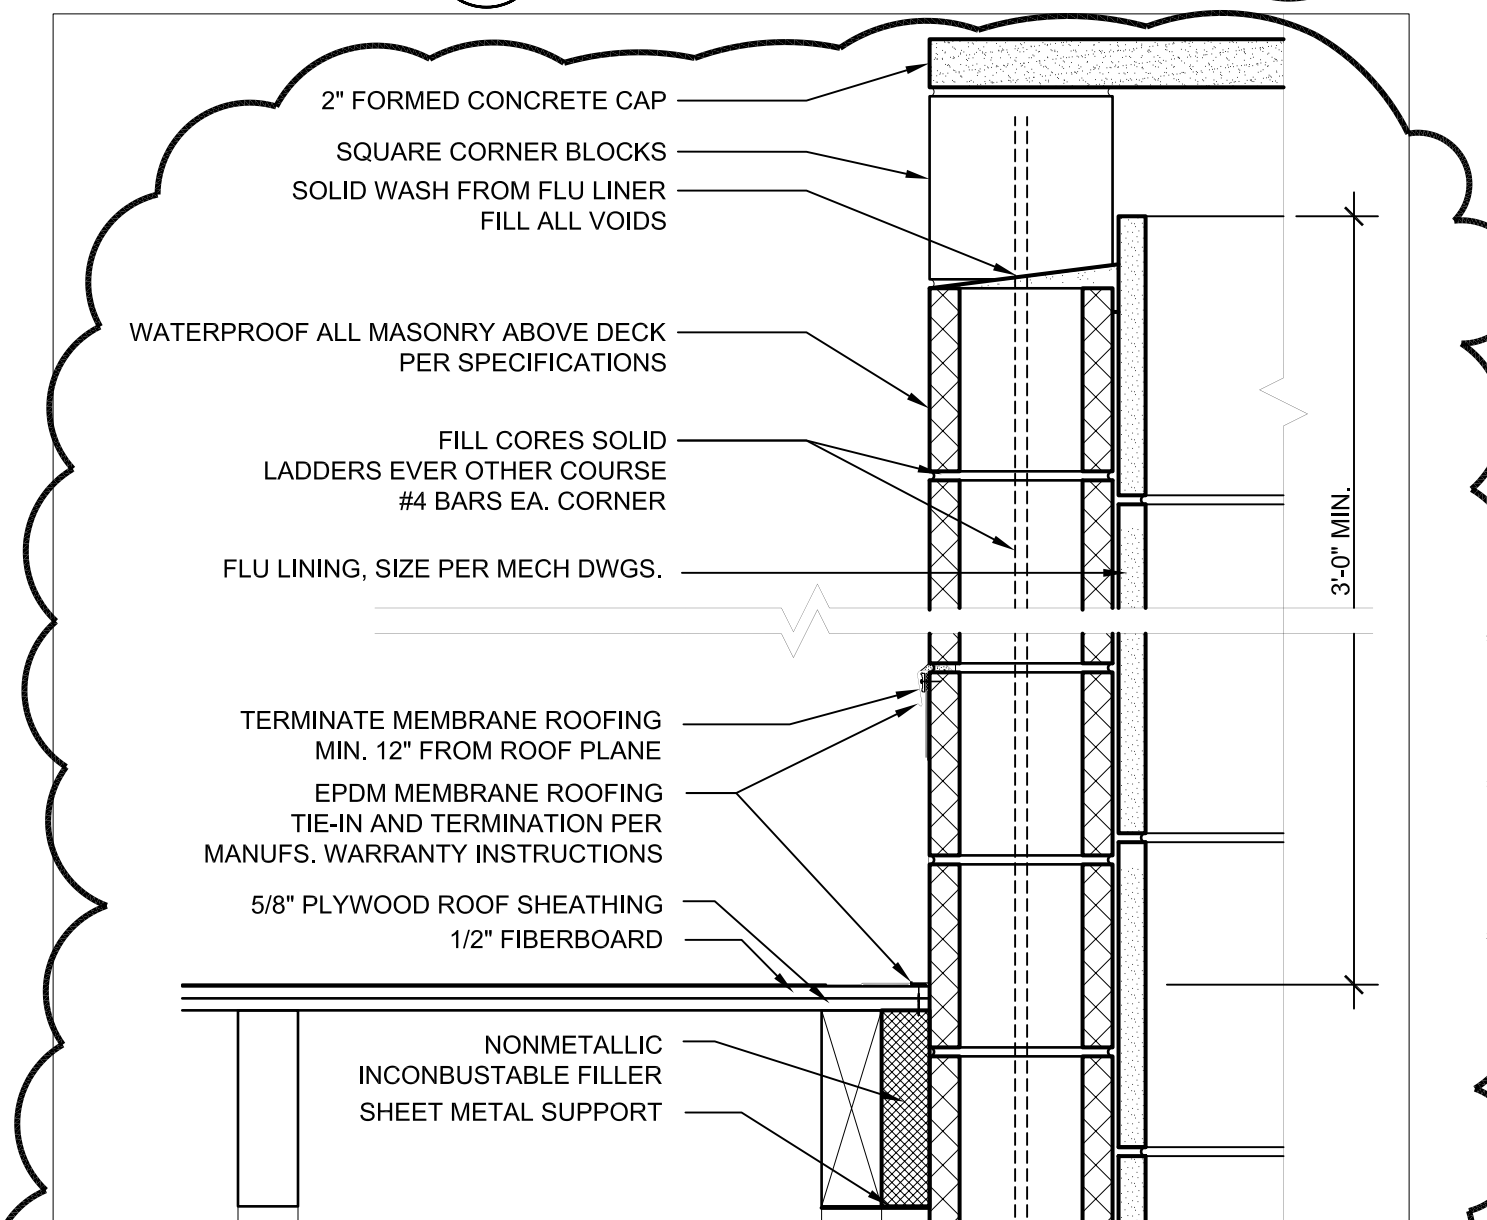 2" FORMED CONCRETE CAP
SQUARE CORNER BLOCKS
SOLID WASH FROM FLU LINER
FILL ALL VOIDS
WATERPROOF ALL MASONRY ABOVE DECK
PER SPECIFICATIONS
FILL CORES SOLID
LADDERS EVER OTHER COURSE
#4 BARS EA. CORNER
FLU LINING, SIZE PER MECH DWGS.
3'-0" MIN.
TERMINATE MEMBRANE ROOFING
MIN. 12" FROM ROOF PLANE
EPDM MEMBRANE ROOFING
TIE-IN AND TERMINATION PER
MANUFS. WARRANTY INSTRUCTIONS
5/8" PLYWOOD ROOF SHEATHING
1/2" FIBERBOARD
NONMETALLIC
INCONBUSTABLE FILLER
SHEET METAL SUPPORT